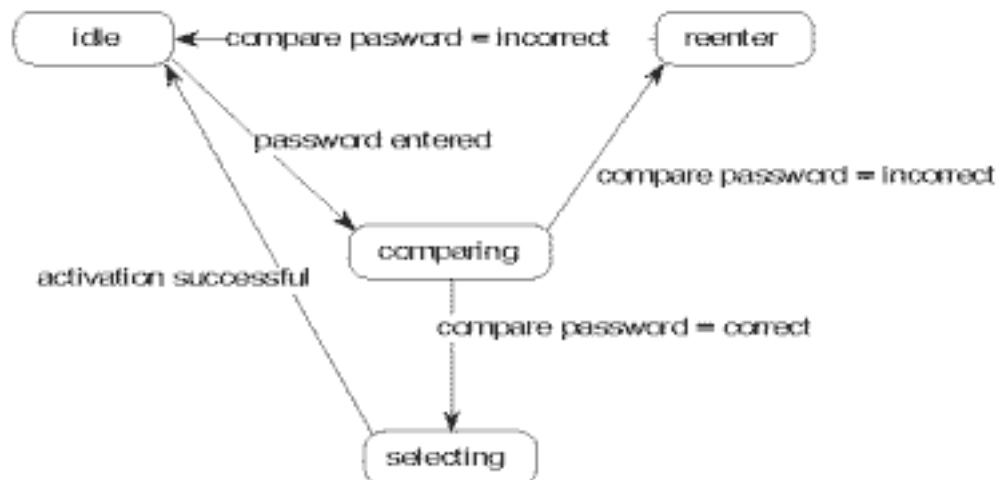 idle
compare pasword = incorrect
reenter
password entered
compare password = incorrect
comparing
activation successful
compare password = correct
selecting